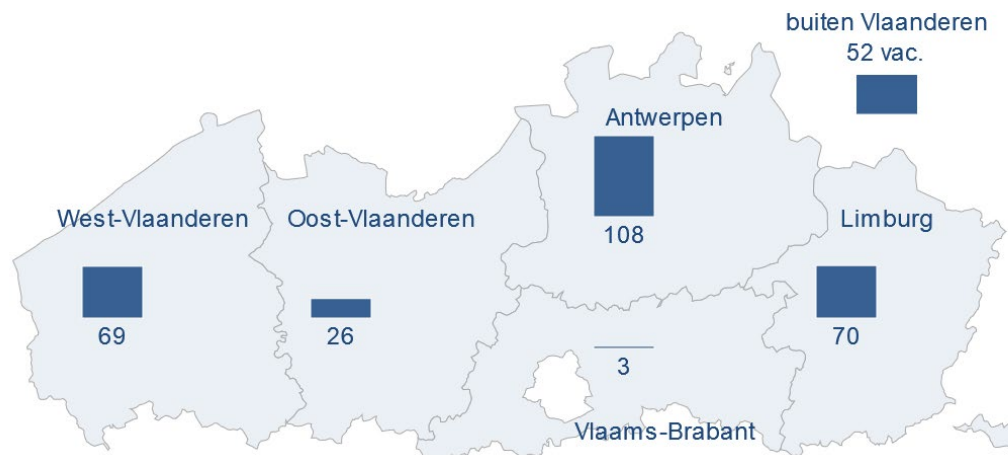 buiten Vlaanderen
52 vac.
Antwerpen
108
West-Vlaanderen
69
Oost-Vlaanderen
26
Limburg
70
3
Vlaams-Brabant